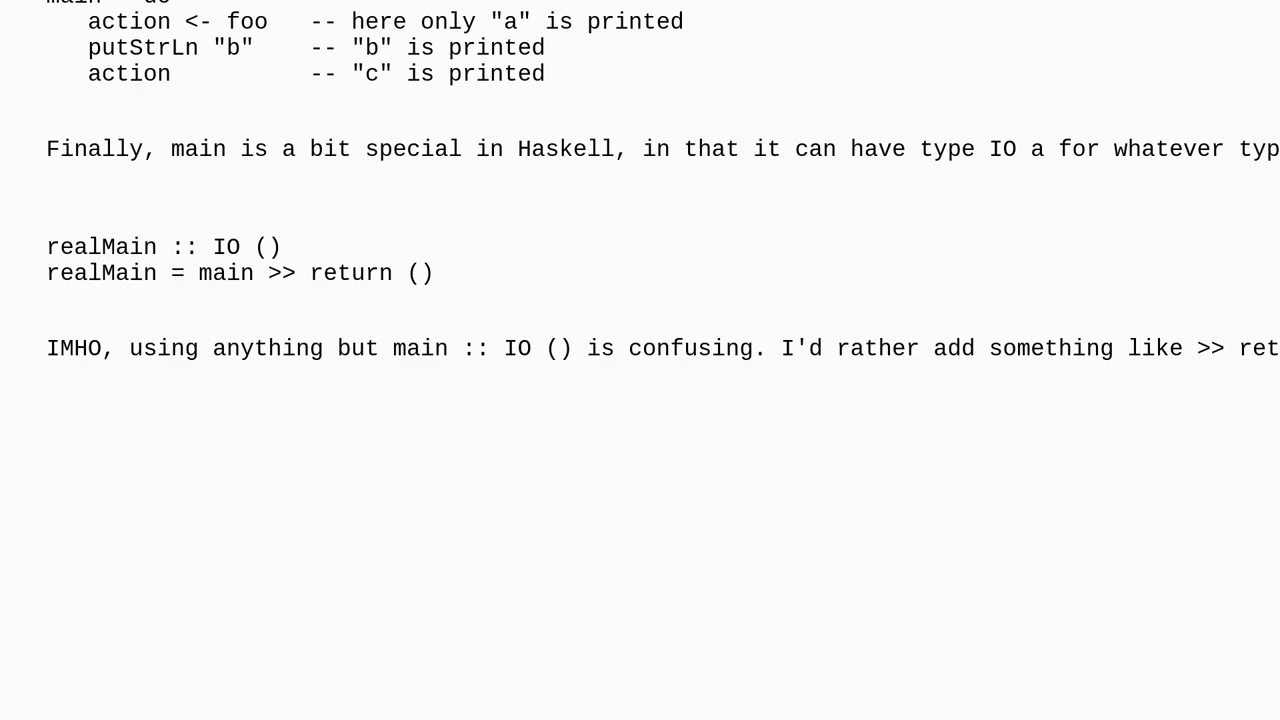 main = do
   action <- foo   -- here only "a" is printed
   putStrLn "b"    -- "b" is printed
   action          -- "c" is printed
Finally, main is a bit special in Haskell, in that it can have type IO a for whatever
realMain :: IO ()
realMain = main >> return ()
IMHO, using anything but main :: IO () is confusing. I'd rather add something like >>